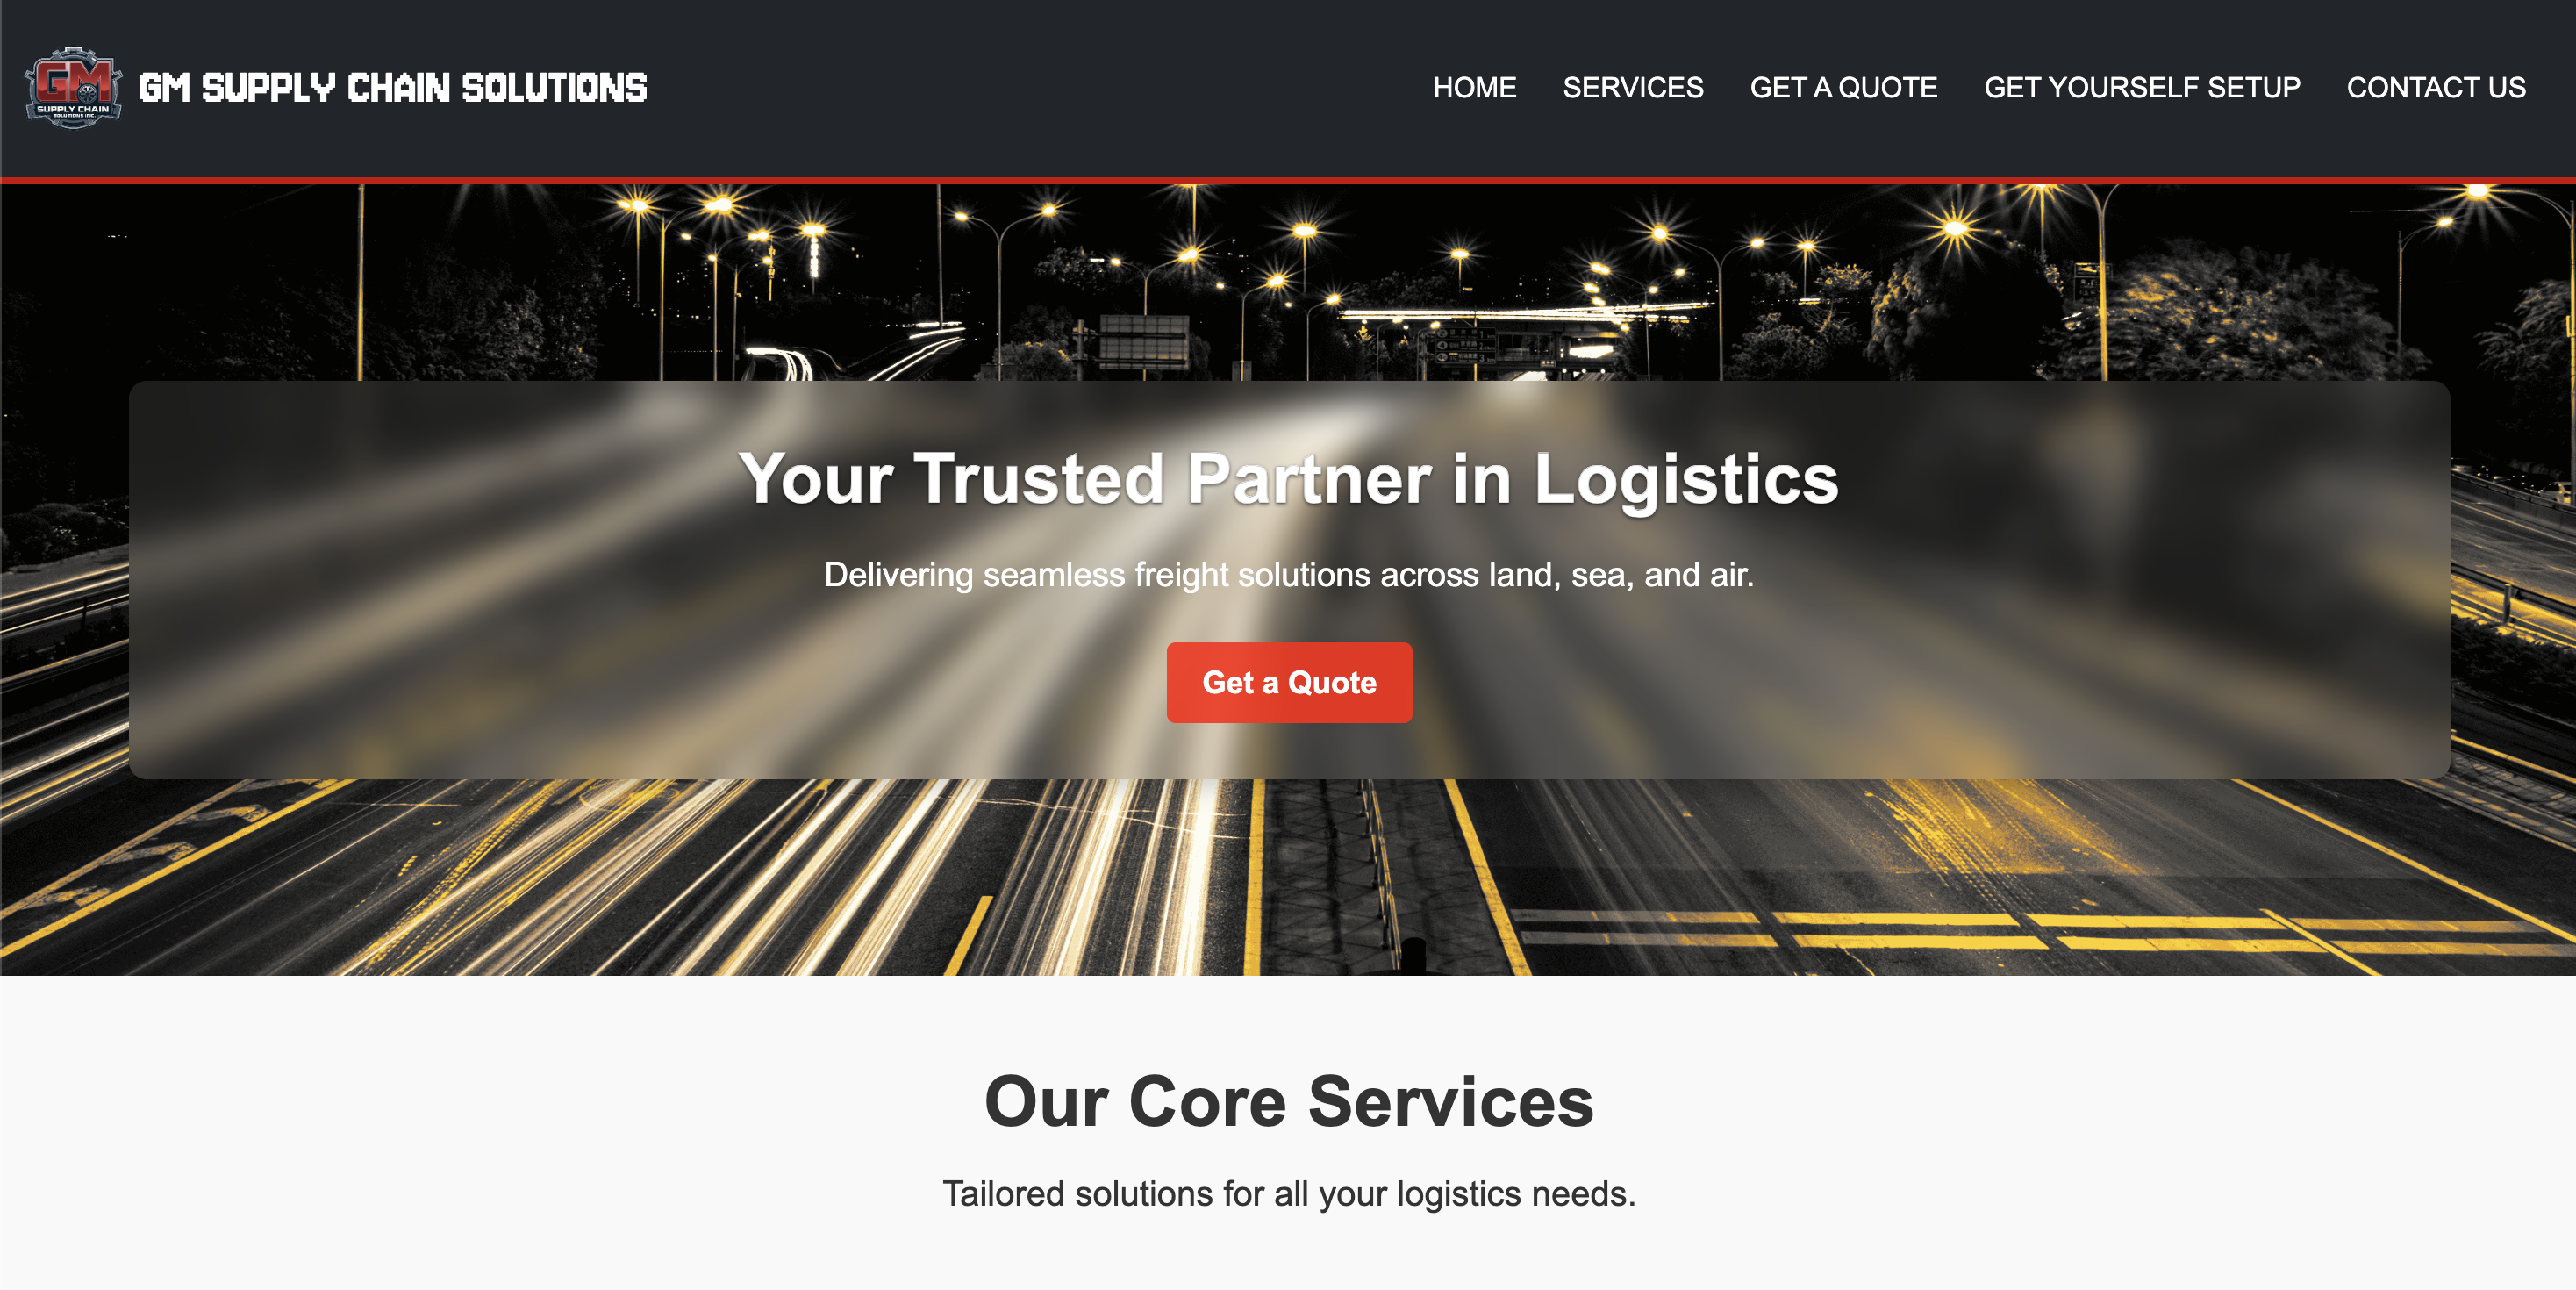 GM
SUPPLY CHAIN
SOLUTIONS INC.
GM SUPPLY CHAIN SOLUTIONS
HOME SERVICES GET A QUOTE GET YOURSELF SETUP CONTACT US
Your Trusted Partner in Logistics
Delivering seamless freight solutions across land, sea, and air.
Get a Quote
Our Core Services
Tailored solutions for all your logistics needs.